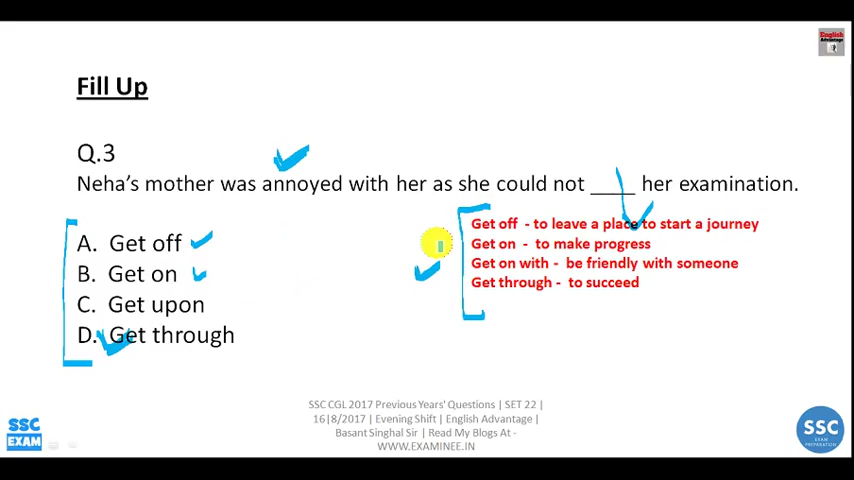 English
Advantage
Fill Up
Q.3
Neha's mother was annoyed with her as she could not ____ her examination.
Get off - to leave a place to start a journey
A. Get off
Get on - to make progress
Get on with - be friendly with someone
B. Get on
Get through - to succeed
C. Get upon
D. Get through
SSC CGL 2017 Previous Years' Questions | SET 22 |
16|8/2017 | Evening Shift | English Advantage |
Basant Singhal Sir | Read My Blogs At -
WWW.EXAMINEE.IN
SSC
EXAM
SSC
EXAM
PREPARATION